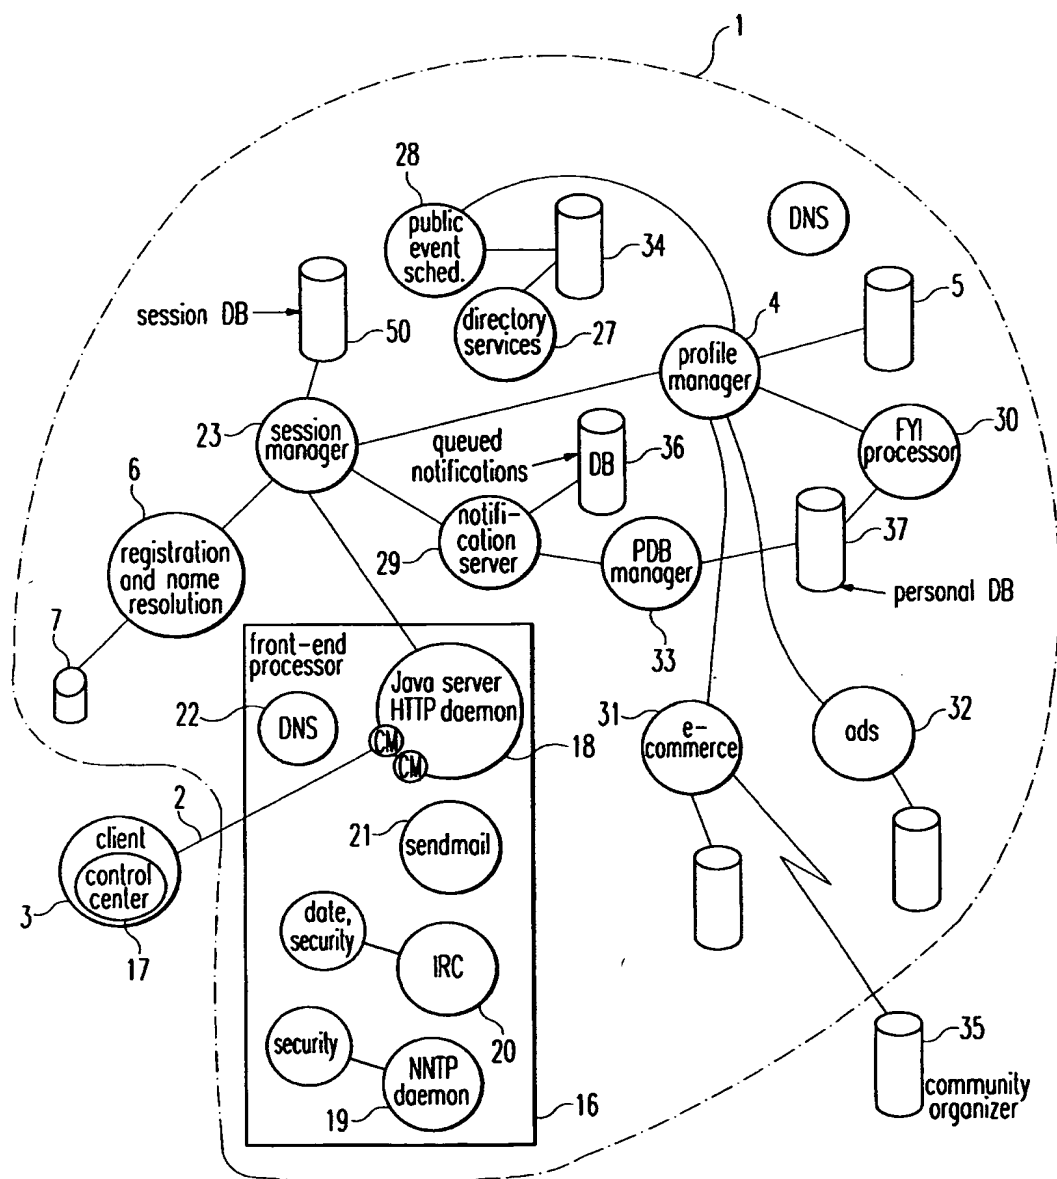 1
28
public
event
sched.
34
DNS
directory
services
27
4
5
session DB
50
profile
manager
23
session
manager
queued
notifications
DB
36
FYI
processor
30
6
registration
and name
resolution
notifi-
cation
server
29
PDB
manager
33
37
personal DB
7
front-end
processor
22
DNS
Java server
HTTP daemon
CM
CM
18
31
e-
commerce
ads
32
2
client
control
center
3
17
21
sendmail
date,
security
IRC
20
security
NNTP
daemon
19
16
35
community
organizer